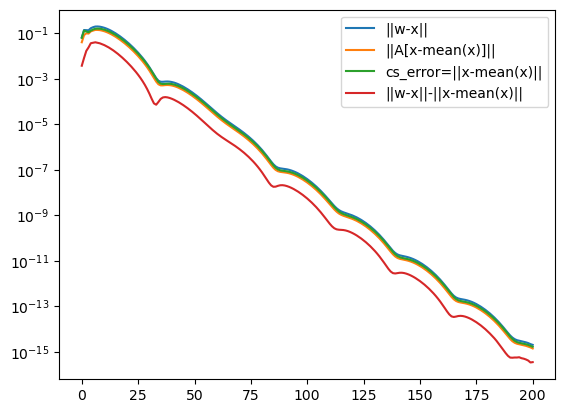 10⁻¹
10⁻³
10⁻⁵
10⁻⁷
10⁻⁹
10⁻¹¹
10⁻¹³
10⁻¹⁵
0 25 50 75 100 125 150 175 200
||w-x||
||A[x-mean(x)]||
cs_error=||x-mean(x)||
||w-x||-||x-mean(x)||